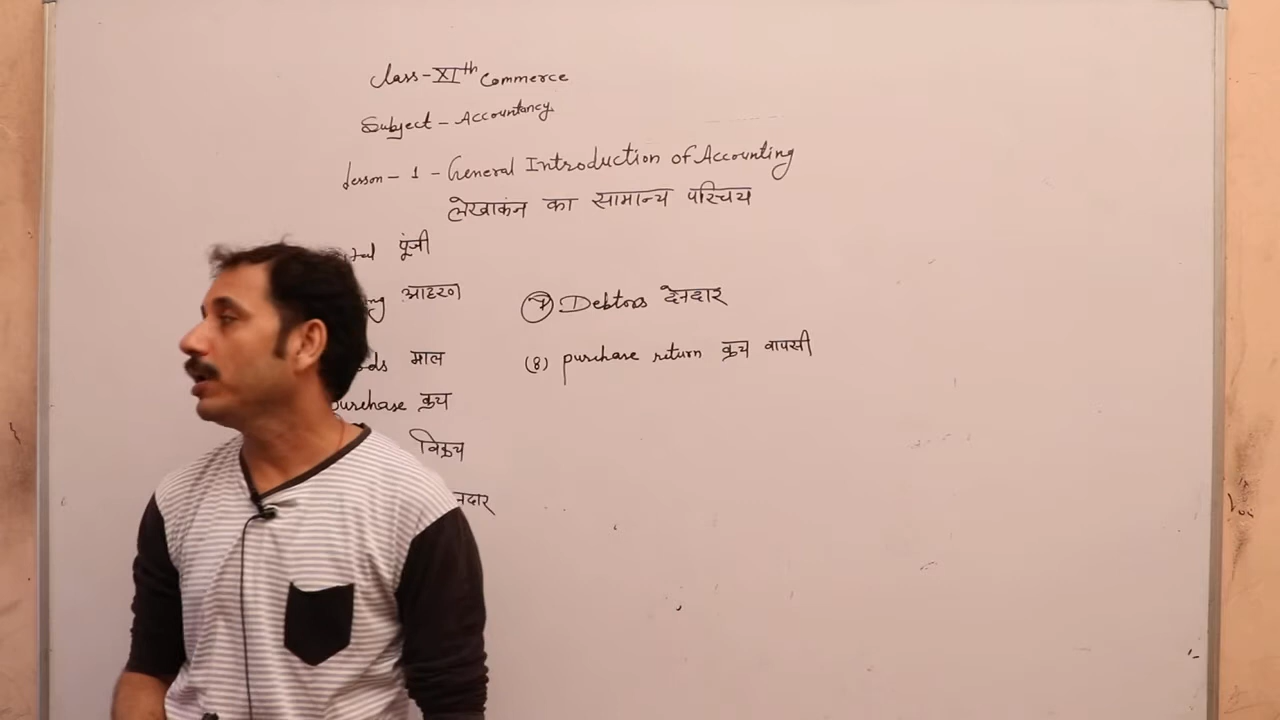 Class - XIth Commerce
Subject - Accountancy
Lesson - 1 - General Introduction of Accounting
लेखाकंन का सामान्य परिचय
पूंजी
आहरण
माल
purchase क्रय
विक्रय
(7) Debtors देनदार
(8) purchase return क्रय वापसी